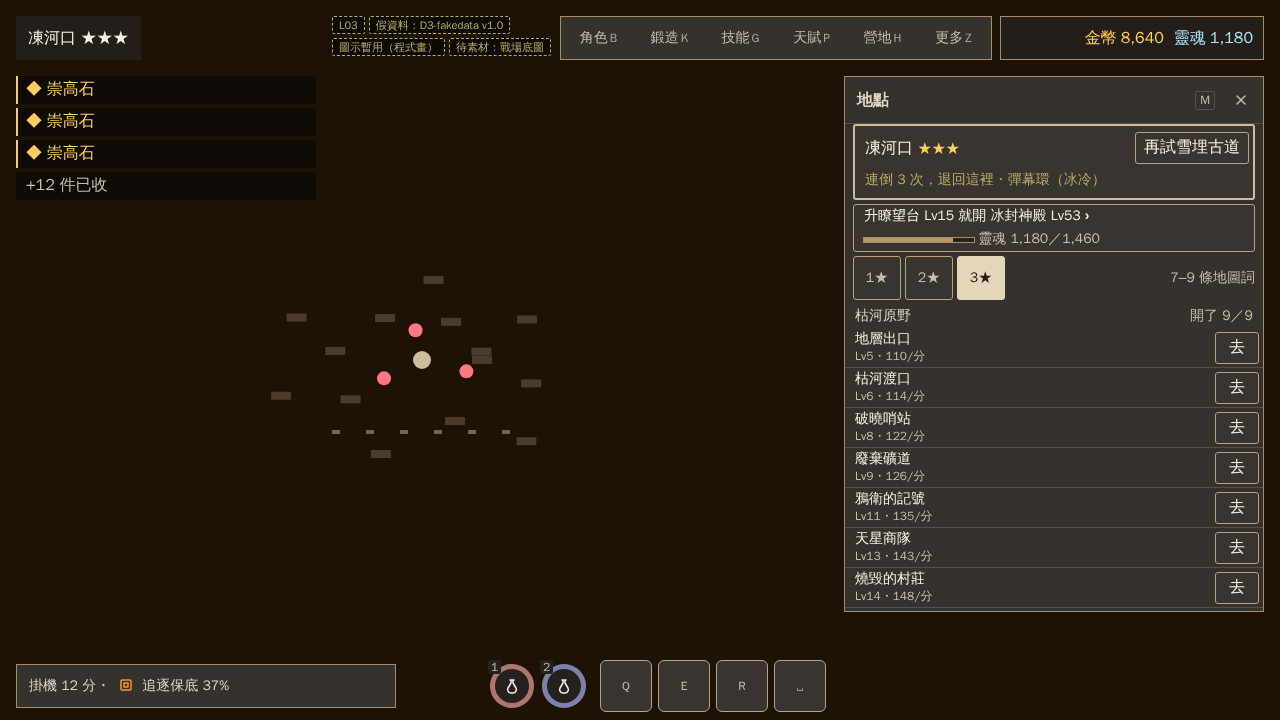 凍河口 ★★★
L03 假資料：D3-fakedata v1.0
圖示暫用（程式畫） 待素材：戰場底圖
角色B 鍛造K 技能G 天賦P 營地H 更多Z
金幣 8,640 靈魂 1,180
◆ 崇高石
◆ 崇高石
◆ 崇高石
+12 件已收
地點 M ×
凍河口 ★★★ 再試雪埋古道
連倒 3 次，退回這裡・彈幕環（冰冷）
升瞭望台 Lv15 就開 冰封神殿 Lv53 ›
靈魂 1,180／1,460
1★ 2★ 3★ 7–9 條地圖詞
枯河原野 開了 9／9
地層出口 去
Lv5・110/分
枯河渡口 去
Lv6・114/分
破曉哨站 去
Lv8・122/分
廢棄礦道 去
Lv9・126/分
鴉衛的記號 去
Lv11・135/分
天星商隊 去
Lv13・143/分
燒毀的村莊 去
Lv14・148/分
掛機 12 分・ 追逐保底 37%
1 2 Q E R ⎵